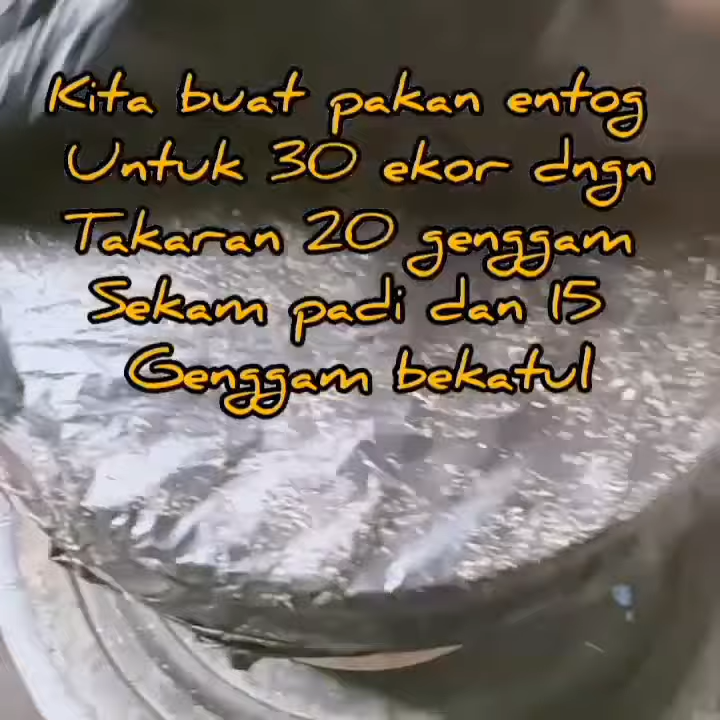 Kita buat pakan entog
Untuk 30 ekor dngn
Takaran 20 genggam
Sekam padi dan 15
Genggam bekatul